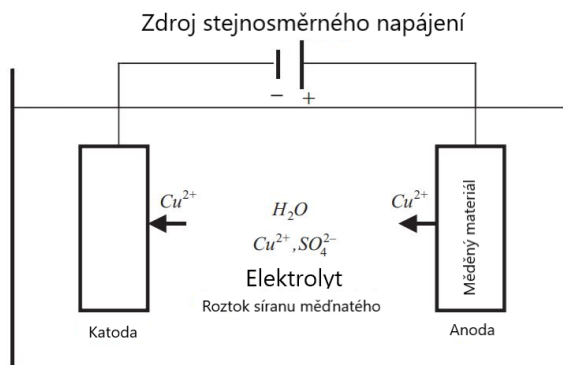 Zdroj stejnosměrného napájení
− +
Cu²⁺
Cu²⁺
H₂O
Cu²⁺, SO₄²⁻
Elektrolyt
Roztok síranu měďnatého
Měděný materiál
Katoda
Anoda